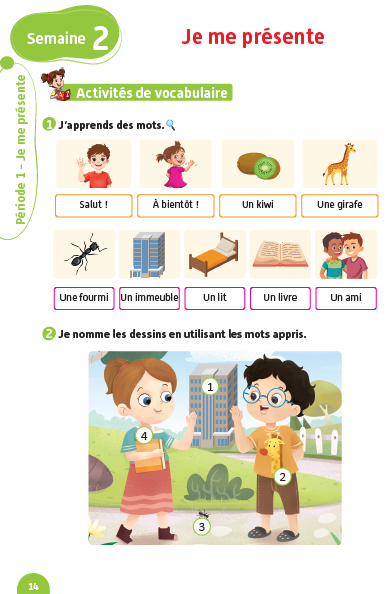 Semaine 2
Je me présente
Période 1 - Je me présente
Activités de vocabulaire
1 J'apprends des mots.
Salut !
À bientôt !
Un kiwi
Une girafe
Une fourmi
Un immeuble
Un lit
Un livre
Un ami
2 Je nomme les dessins en utilisant les mots appris.
1
4
2
3
14